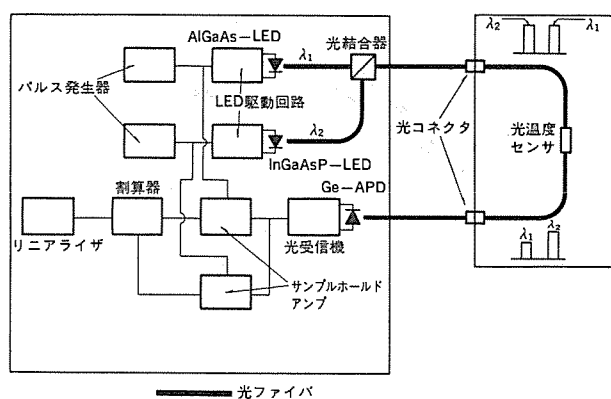 AlGaAs−LED
λ₁
光結合器
λ₂
λ₁
パルス発生器
LED駆動回路
λ₂
InGaAsP−LED
光コネクタ
光温度
センサ
Ge−APD
割算器
リニアライザ
光受信機
λ₁
λ₂
サンプルホールド
アンプ
光ファイバ